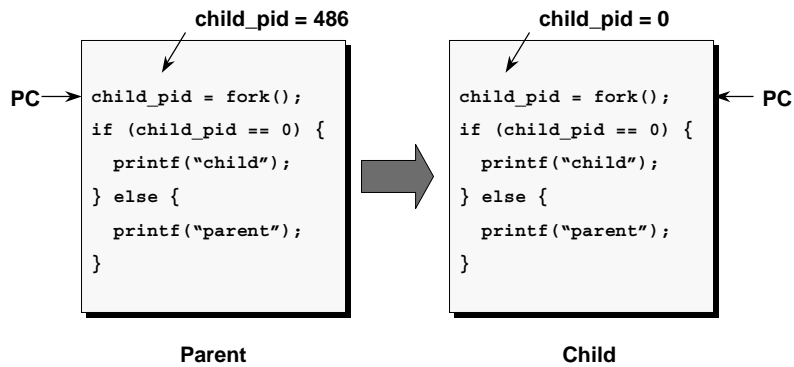 child_pid = 486
PC
child_pid = fork();
if (child_pid == 0) {
  printf(“child”);
} else {
  printf(“parent”);
}
Parent
child_pid = 0
PC
child_pid = fork();
if (child_pid == 0) {
  printf(“child”);
} else {
  printf(“parent”);
}
Child